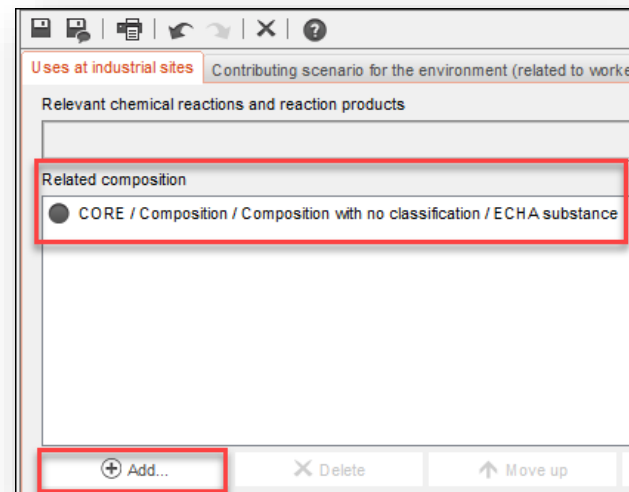 Uses at industrial sites Contributing scenario for the environment (related to worke
Relevant chemical reactions and reaction products
Related composition
CORE / Composition / Composition with no classification / ECHA substance
Add... Delete Move up